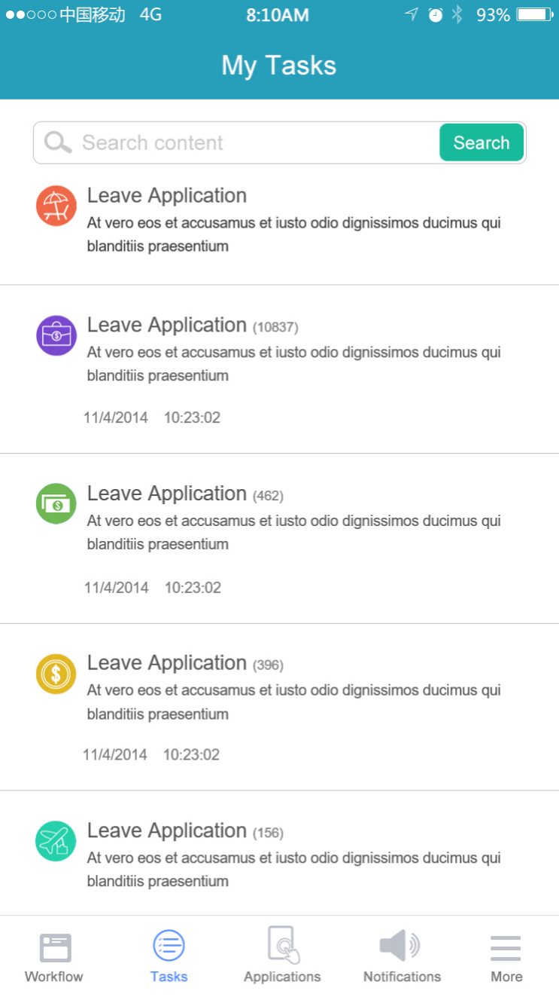 中国移动 4G 8:10AM 93%
My Tasks
Search content Search
Leave Application
At vero eos et accusamus et iusto odio dignissimos ducimus qui
blanditiis praesentium
Leave Application (10837)
At vero eos et accusamus et iusto odio dignissimos ducimus qui
blanditiis praesentium
11/4/2014 10:23:02
Leave Application (462)
At vero eos et accusamus et iusto odio dignissimos ducimus qui
blanditiis praesentium
11/4/2014 10:23:02
Leave Application (396)
At vero eos et accusamus et iusto odio dignissimos ducimus qui
blanditiis praesentium
11/4/2014 10:23:02
Leave Application (156)
At vero eos et accusamus et iusto odio dignissimos ducimus qui
blanditiis praesentium
Workflow Tasks Applications Notifications More